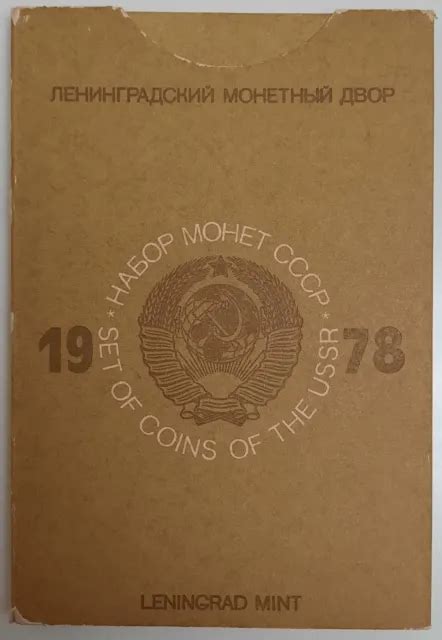 ЛЕНИНГРАДСКИЙ МОНЕТНЫЙ ДВОР
* НАБОР МОНЕТ СССР *
19 78
SET OF COINS OF THE USSR
LENINGRAD MINT